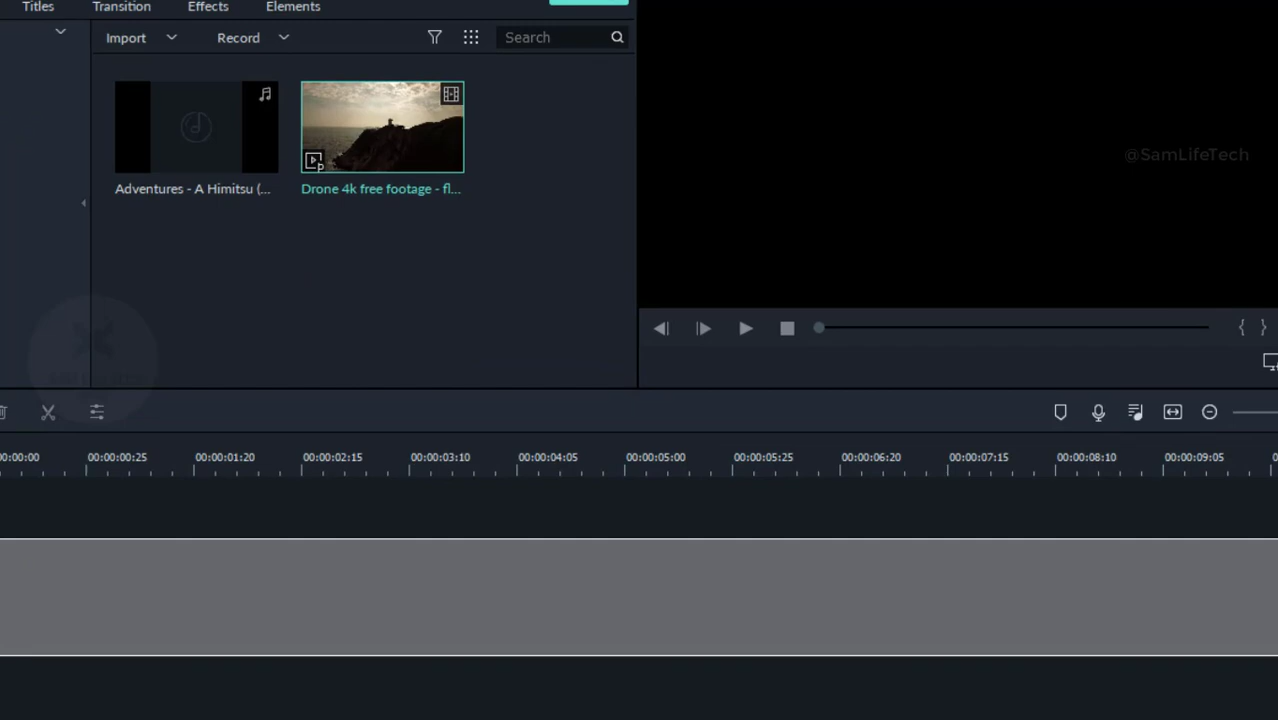 Titles Transition Effects Elements
Import Record Search
Adventures - A Himitsu (... Drone 4k free footage - fl...
@SamLifeTech
00:00:00 00:00:00:25 00:00:01:20 00:00:02:15 00:00:03:10 00:00:04:05 00:00:05:00 00:00:05:25 00:00:06:20 00:00:07:15 00:00:08:10 00:00:09:05